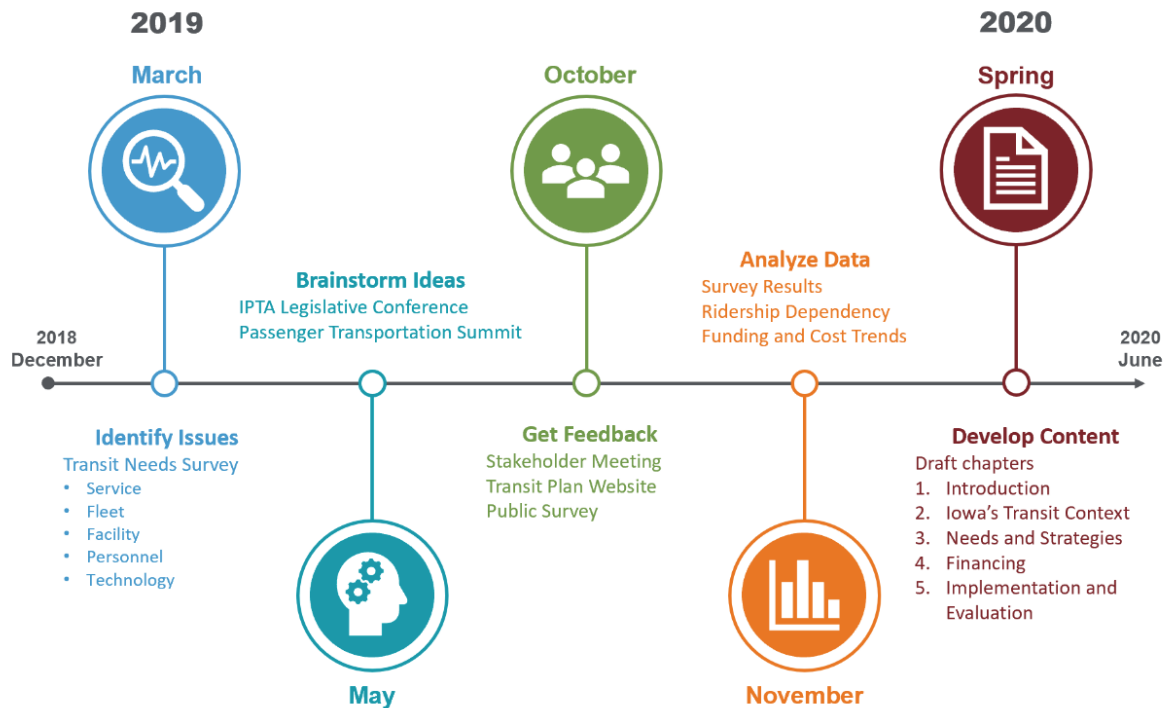 2019
2020
March
October
Spring
Brainstorm Ideas
IPTA Legislative Conference
Passenger Transportation Summit
Analyze Data
Survey Results
Ridership Dependency
Funding and Cost Trends
2018
December
2020
June
Identify Issues
Transit Needs Survey
• Service
• Fleet
• Facility
• Personnel
• Technology
Get Feedback
Stakeholder Meeting
Transit Plan Website
Public Survey
Develop Content
Draft chapters
1. Introduction
2. Iowa's Transit Context
3. Needs and Strategies
4. Financing
5. Implementation and
Evaluation
May
November